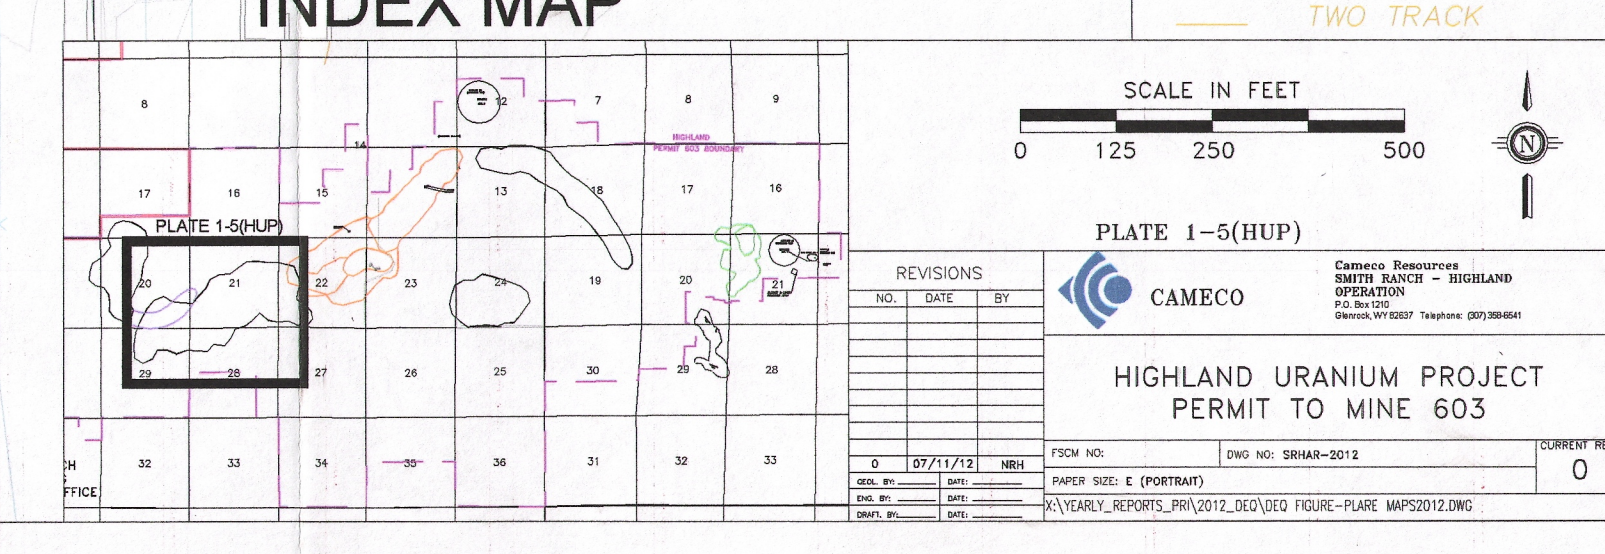 INDEX MAP
TWO TRACK
8
12
7
8
9
HIGHLAND
PERMIT 603 BOUNDARY
14
17
16
15
13
18
17
16
PLATE 1-5(HUP)
20
21
22
23
24
19
20
21
29
28
27
26
25
30
29
28
32
33
34
35
36
31
32
33
CH
FFICE
SCALE IN FEET
0 125 250 500
N
PLATE 1-5(HUP)
REVISIONS
NO. DATE BY
0 07/11/12 NRH
GEOL. BY: DATE:
ENG. BY: DATE:
DRAFT. BY: DATE:
CAMECO
Cameco Resources
SMITH RANCH - HIGHLAND
OPERATION
P.O. Box 1210
Glenrock, WY 82637 Telephone: (307) 358-6541
HIGHLAND URANIUM PROJECT
PERMIT TO MINE 603
FSCM NO:
DWG NO: SRHAR-2012
CURRENT RE
0
PAPER SIZE: E (PORTRAIT)
X:\YEARLY_REPORTS_PRI\2012_DEQ\DEQ FIGURE-PLARE MAPS2012.DWG